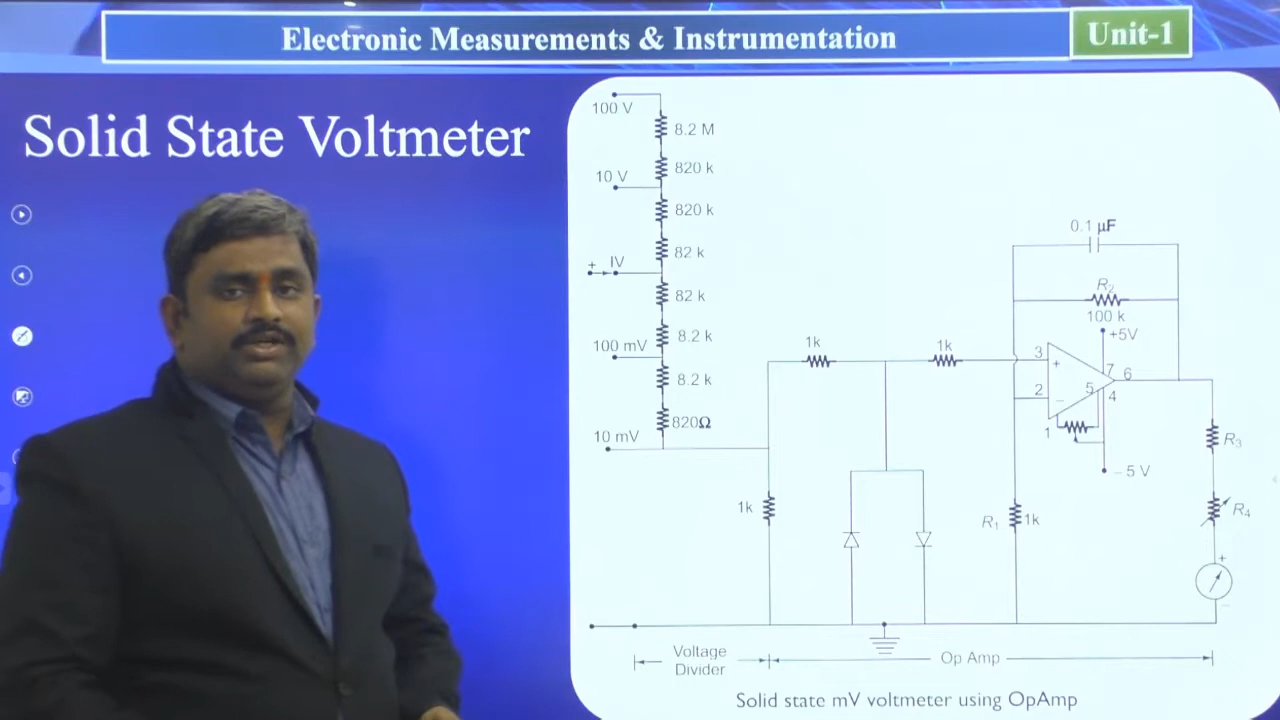 Electronic Measurements & Instrumentation
Unit-1
Solid State Voltmeter
100 V
8.2 M
820 k
10 V
820 k
82 k
+ IV
82 k
8.2 k
100 mV
8.2 k
820Ω
10 mV
1k
1k
1k
0.1 µF
R2
100 k
+5V
3
+
7
6
2
−
5
4
1
− 5 V
R1
1k
R3
R4
+
−
Voltage
Divider
Op Amp
Solid state mV voltmeter using OpAmp